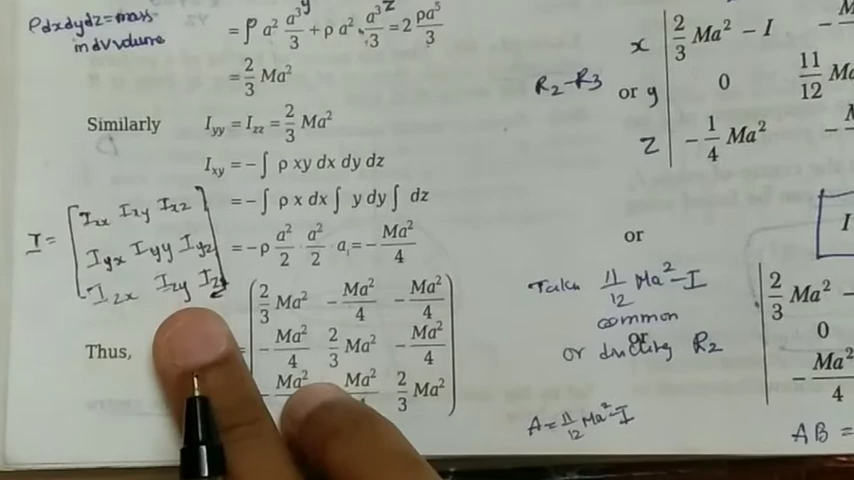 ρdxdydz=mass
in dv volume
= ρ a² a³/3 y + ρ a² . a³/3 z = 2 ρa⁵/3
= 2/3 Ma²
Similarly I_yy = I_zz = 2/3 Ma²
I_xy = − ∫ ρ xy dx dy dz
= − ∫ ρ x dx ∫ y dy ∫ dz
= −ρ a²/2 · a²/2 · a = − Ma²/4
I = [ I_xx I_xy I_xz
I_yx I_yy I_yz
I_zx I_zy
Thus, =
( 2/3 Ma² − Ma²/4 − Ma²/4
− Ma²/4 2/3 Ma² − Ma²/4
Ma² 2/3 Ma² )
R2−R3
x | 2/3 Ma² − I −
or y | 0 11/12
z | − 1/4 Ma² −
or
I
Take 11/12 Ma²−I
common
or
R2
A = 11/12 Ma²−I
2/3 Ma² −
0
− Ma²/4
AB =